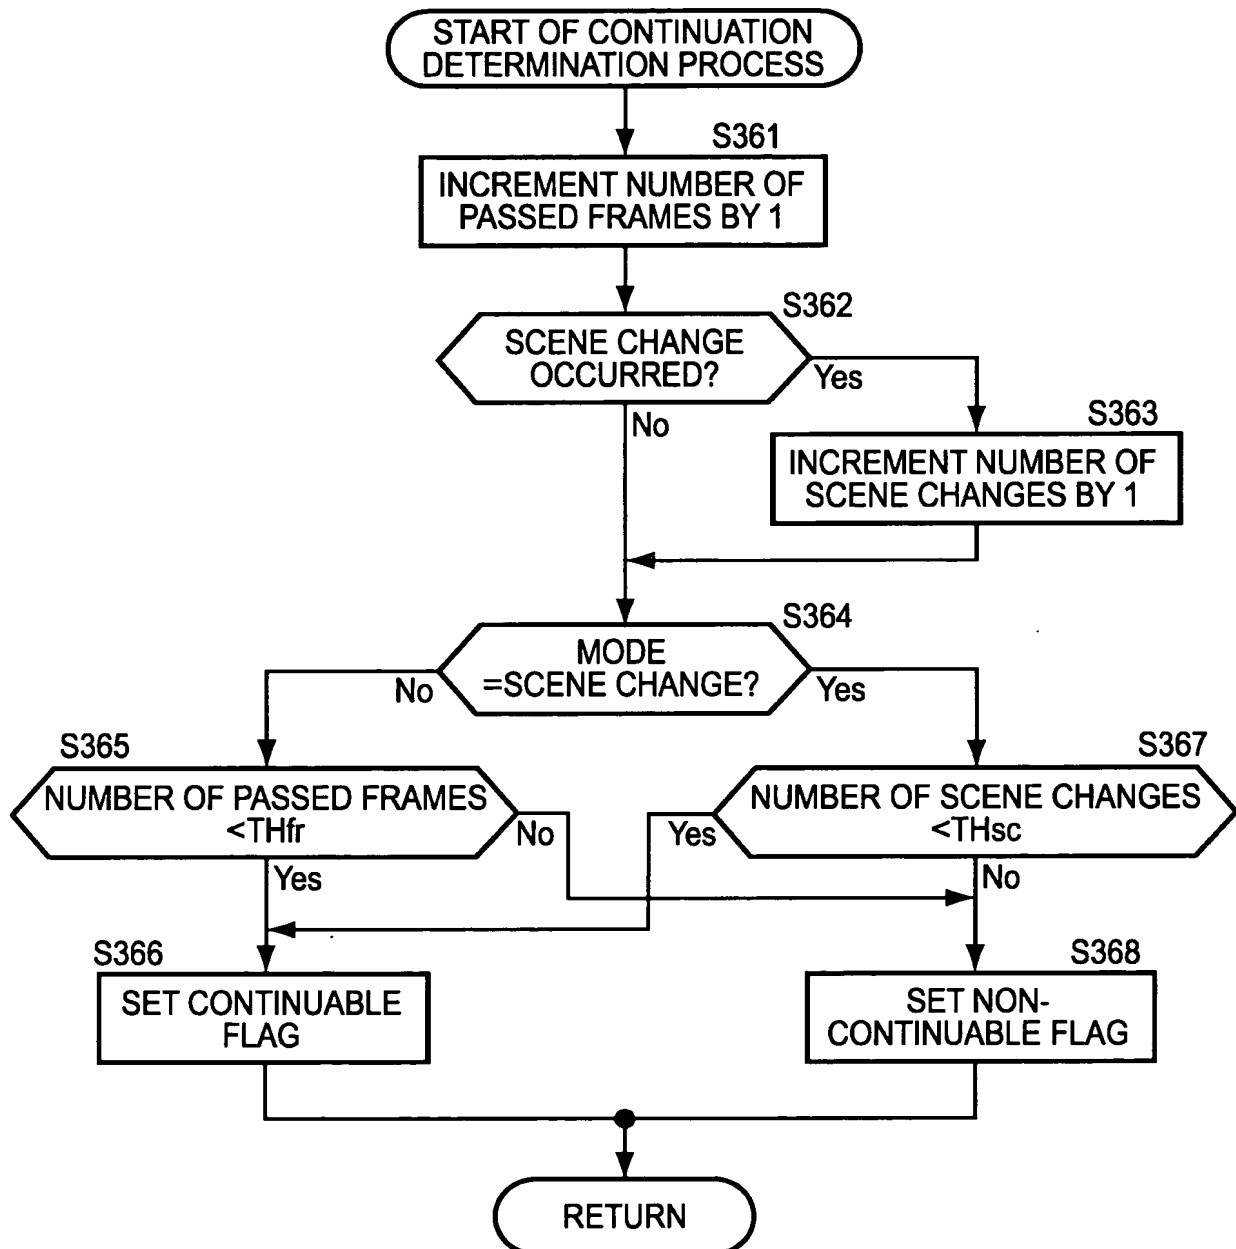 START OF CONTINUATION
DETERMINATION PROCESS
S361
INCREMENT NUMBER OF
PASSED FRAMES BY 1
S362
SCENE CHANGE
OCCURRED?
Yes
No
S363
INCREMENT NUMBER OF
SCENE CHANGES BY 1
S364
MODE
=SCENE CHANGE?
No
Yes
S365
NUMBER OF PASSED FRAMES
<THfr
No
Yes
S367
NUMBER OF SCENE CHANGES
<THsc
Yes
No
S366
SET CONTINUABLE
FLAG
S368
SET NON-
CONTINUABLE FLAG
RETURN